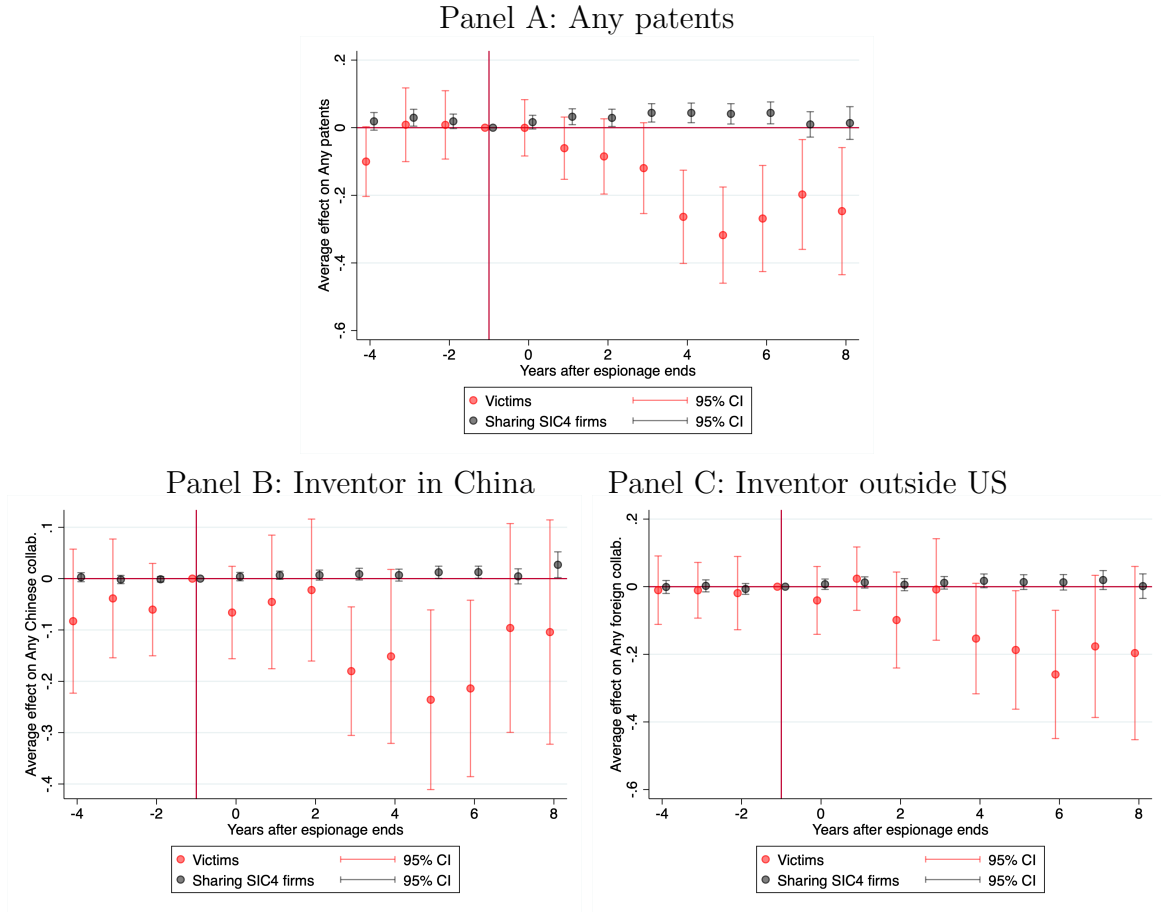 Panel A: Any patents
Average effect on Any patents
.2
0
-.2
-.4
-.6
-4 -2 0 2 4 6 8
Years after espionage ends
Victims 95% CI
Sharing SIC4 firms 95% CI
Panel B: Inventor in China
Average effect on Any Chinese collab.
.1
0
-.1
-.2
-.3
-.4
-4 -2 0 2 4 6 8
Years after espionage ends
Victims 95% CI
Sharing SIC4 firms 95% CI
Panel C: Inventor outside US
Average effect on Any foreign collab.
.2
0
-.2
-.4
-.6
-4 -2 0 2 4 6 8
Years after espionage ends
Victims 95% CI
Sharing SIC4 firms 95% CI